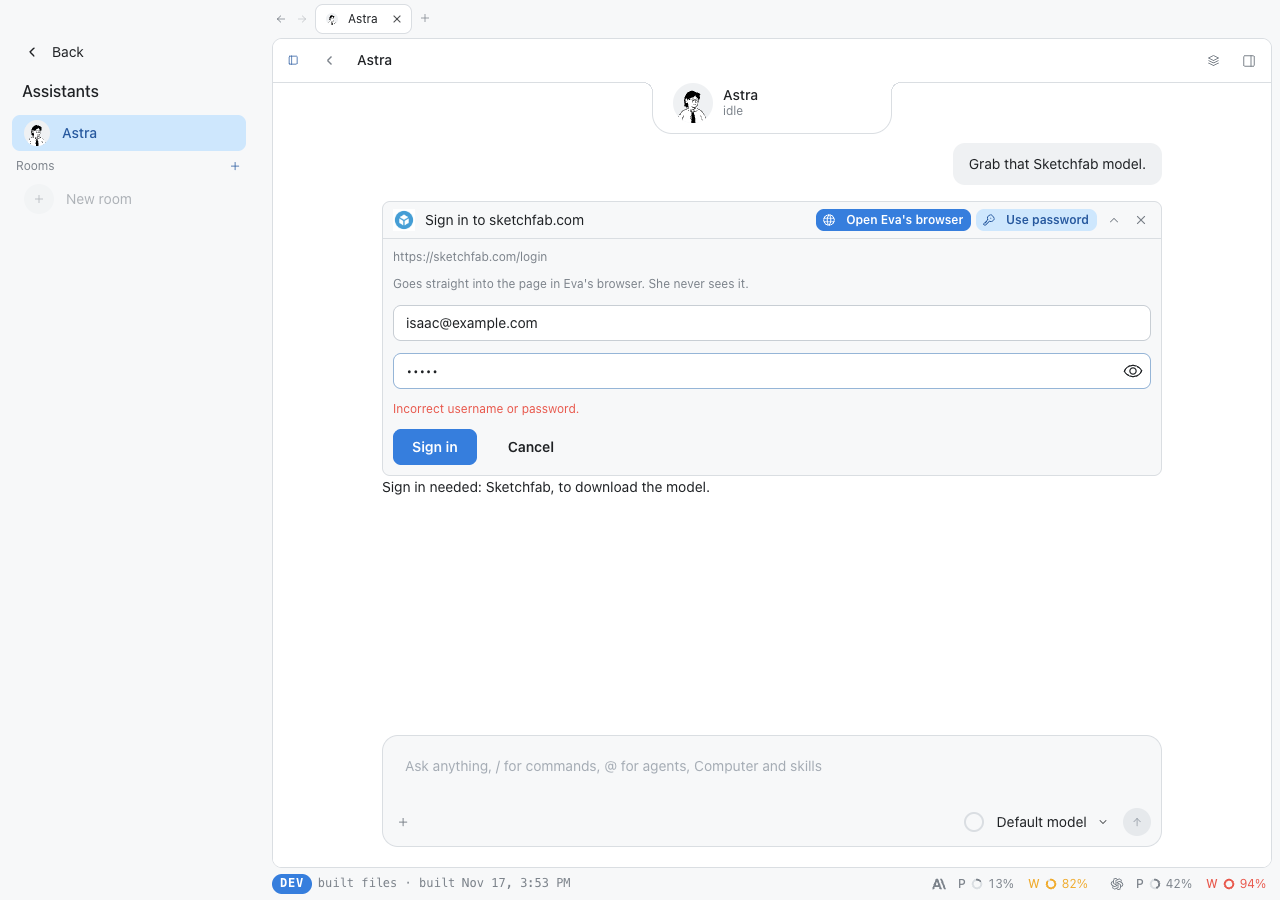 Astra
Back
Astra
Assistants
Astra
idle
Astra
Rooms
Grab that Sketchfab model.
New room
Sign in to sketchfab.com
Open Eva's browser
Use password
https://sketchfab.com/login
Goes straight into the page in Eva's browser. She never sees it.
isaac@example.com
•••••
Incorrect username or password.
Sign in
Cancel
Sign in needed: Sketchfab, to download the model.
Ask anything, / for commands, @ for agents, Computer and skills
Default model
DEV built files · built Nov 17, 3:53 PM
P 13% W 82% P 42% W 94%